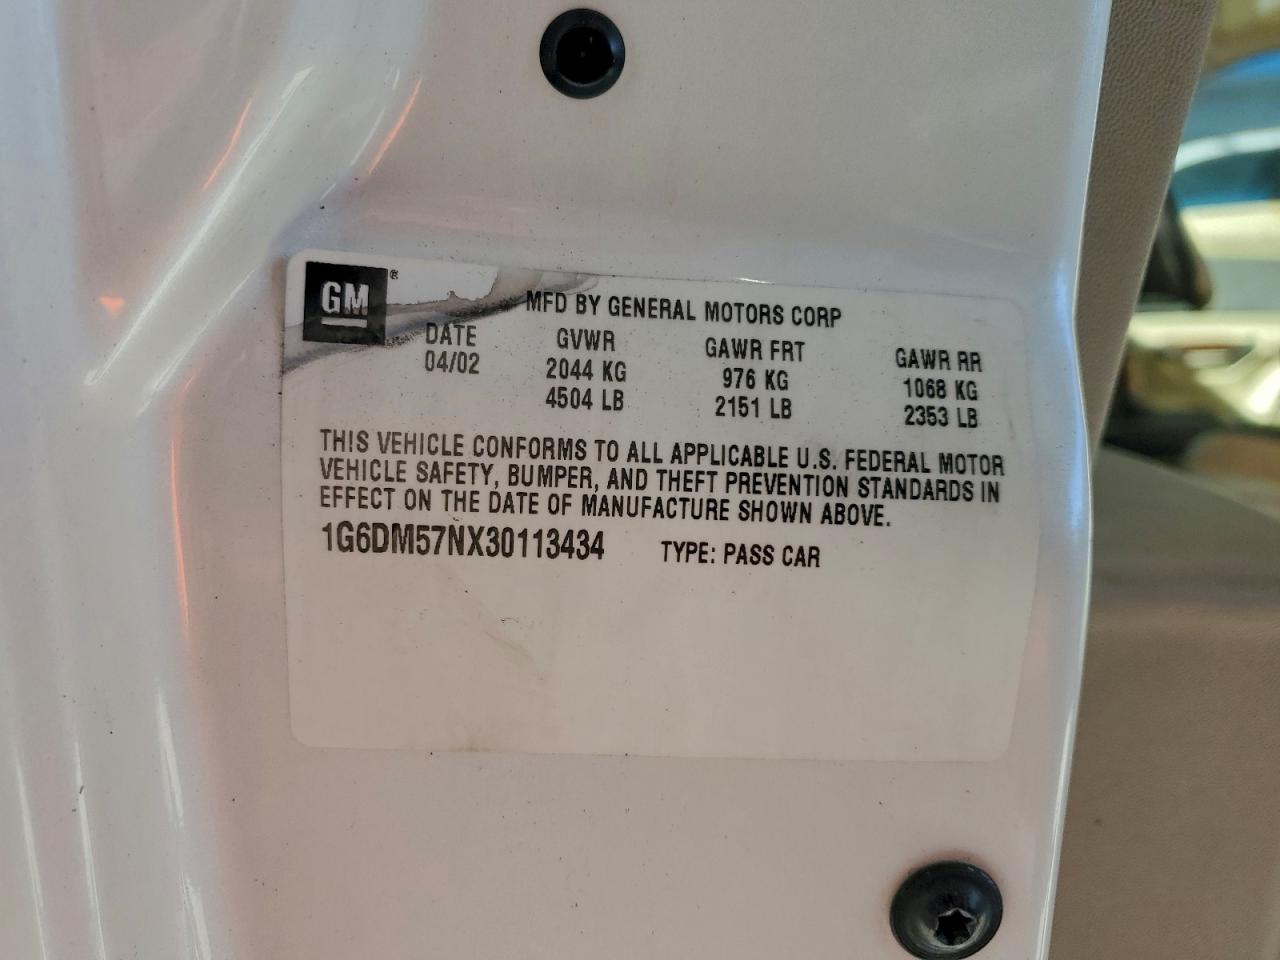 GM ®
MFD BY GENERAL MOTORS CORP
DATE GVWR GAWR FRT GAWR RR
04/02 2044 KG 976 KG 1068 KG
4504 LB 2151 LB 2353 LB
THIS VEHICLE CONFORMS TO ALL APPLICABLE U.S. FEDERAL MOTOR
VEHICLE SAFETY, BUMPER, AND THEFT PREVENTION STANDARDS IN
EFFECT ON THE DATE OF MANUFACTURE SHOWN ABOVE.
1G6DM57NX30113434 TYPE: PASS CAR